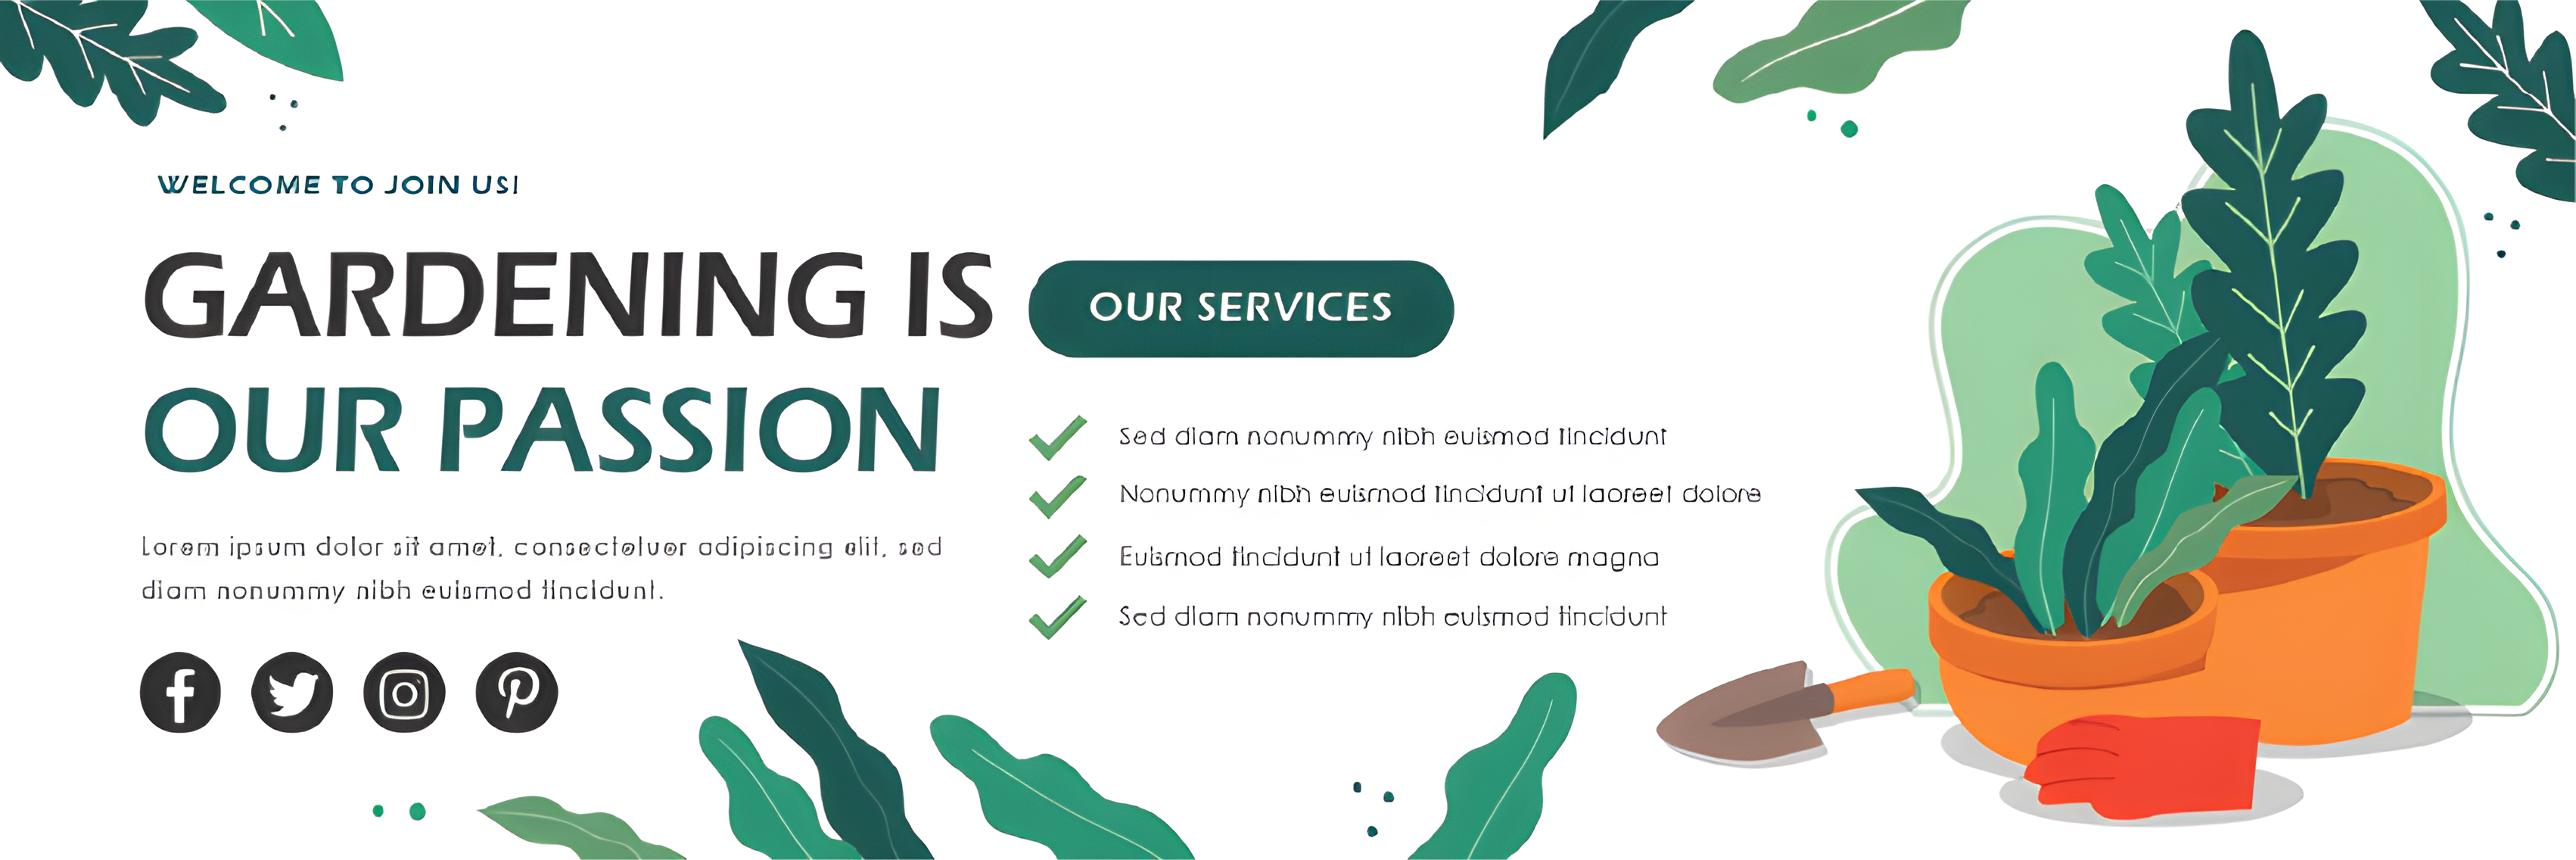 WELCOME TO JOIN US!
GARDENING IS
OUR PASSION
Lorem ipsum dolor sit amet, consectetuer adipiscing elit, sed
diam nonummy nibh euismod tincidunt.
OUR SERVICES
Sed diam nonummy nibh euismod tincidunt
Nonummy nibh euismod tincidunt ut laoreet dolore
Euismod tincidunt ut laoreet dolore magna
Sed diam nonummy nibh euismod tincidunt